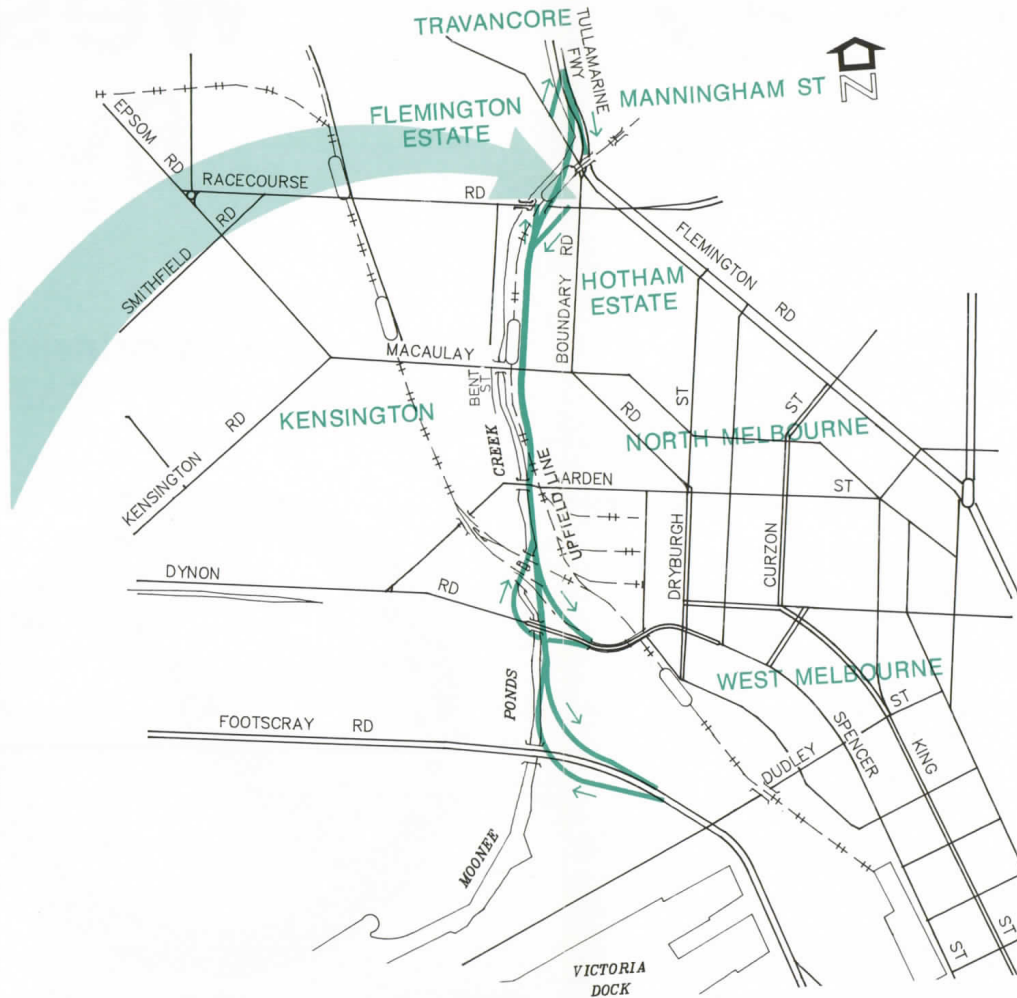 TRAVANCORE
TULLAMARINE
FWY
MANNINGHAM ST
N
FLEMINGTON
ESTATE
EPSOM RD
RACECOURSE RD
SMITHFIELD RD
BOUNDARY RD
FLEMINGTON RD
HOTHAM
ESTATE
MACAULAY RD
BENT
ST
KENSINGTON
KENSINGTON RD
ST
ST
NORTH MELBOURNE
CREEK
UPFIELD LINE
ARDEN ST
DRYBURGH
CURZON
DYNON RD
WEST MELBOURNE
PONDS
FOOTSCRAY RD
DUDLEY ST
SPENCER
KING
MOONEE
ST
ST
VICTORIA
DOCK